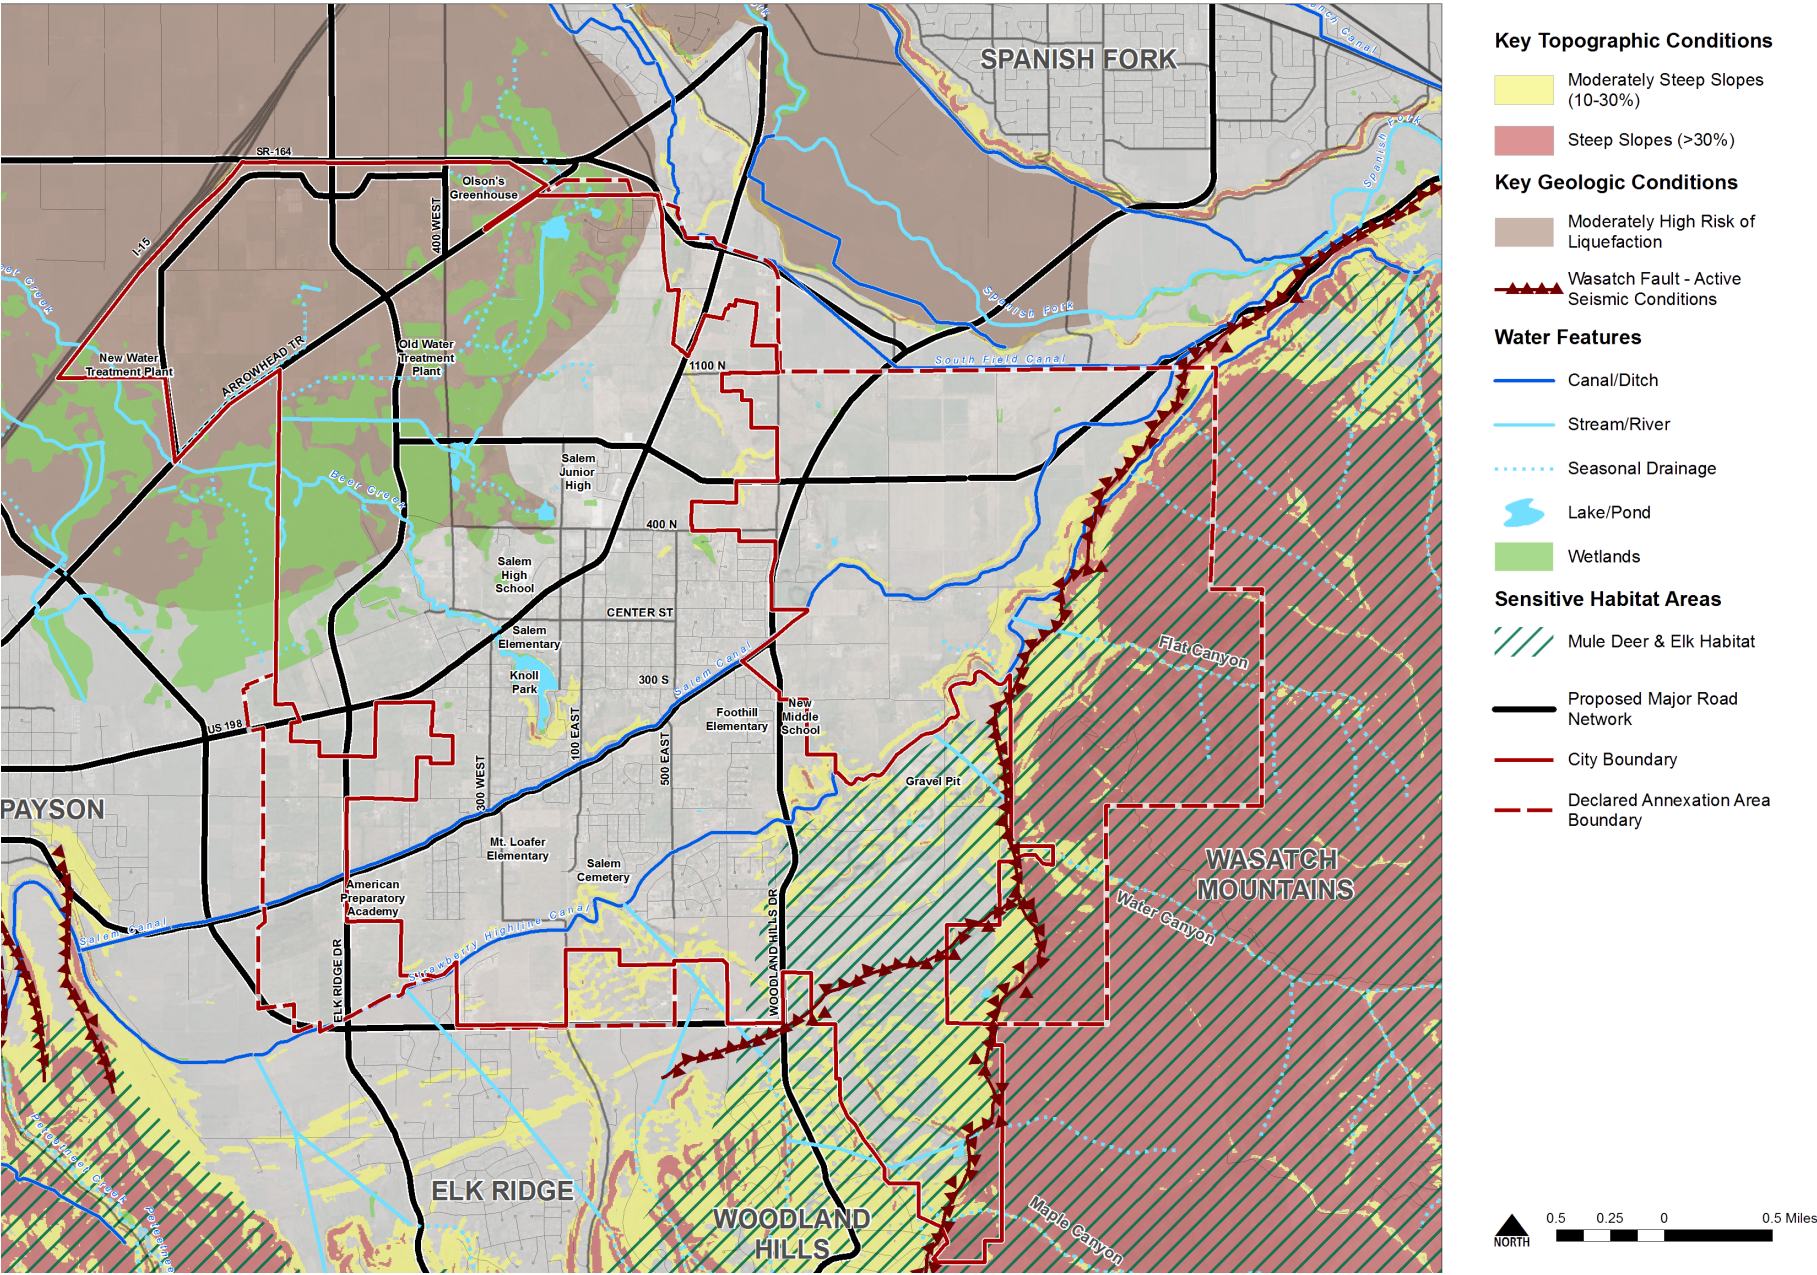 SPANISH FORK
SR-164
Olson's
Greenhouse
400 WEST
I-15
Spanish Fork
Spanish Fork
South Field Canal
New Water
Treatment Plant
ARROWHEAD TR
Old Water
Treatment
Plant
1100 N
Beer Creek
Salem
Junior
High
400 N
Salem
High
School
CENTER ST
Salem
Elementary
Knoll
Park
300 S
Salem Canal
Flat Canyon
US 198
100 EAST
500 EAST
300 WEST
Foothill
Elementary
New
Middle
School
Gravel Pit
PAYSON
Mt. Loafer
Elementary
Salem
Cemetery
American
Preparatory
Academy
WASATCH
MOUNTAINS
Water Canyon
Salem Canal
Strawberry Highline Canal
ELK RIDGE DR
WOODLAND HILLS DR
Peteetneet Creek
ELK RIDGE
WOODLAND
HILLS
Maple Canyon
Key Topographic Conditions
Moderately Steep Slopes
(10-30%)
Steep Slopes (>30%)
Key Geologic Conditions
Moderately High Risk of
Liquefaction
Wasatch Fault - Active
Seismic Conditions
Water Features
Canal/Ditch
Stream/River
Seasonal Drainage
Lake/Pond
Wetlands
Sensitive Habitat Areas
Mule Deer & Elk Habitat
Proposed Major Road
Network
City Boundary
Declared Annexation Area
Boundary
NORTH
0.5 0.25 0 0.5 Miles